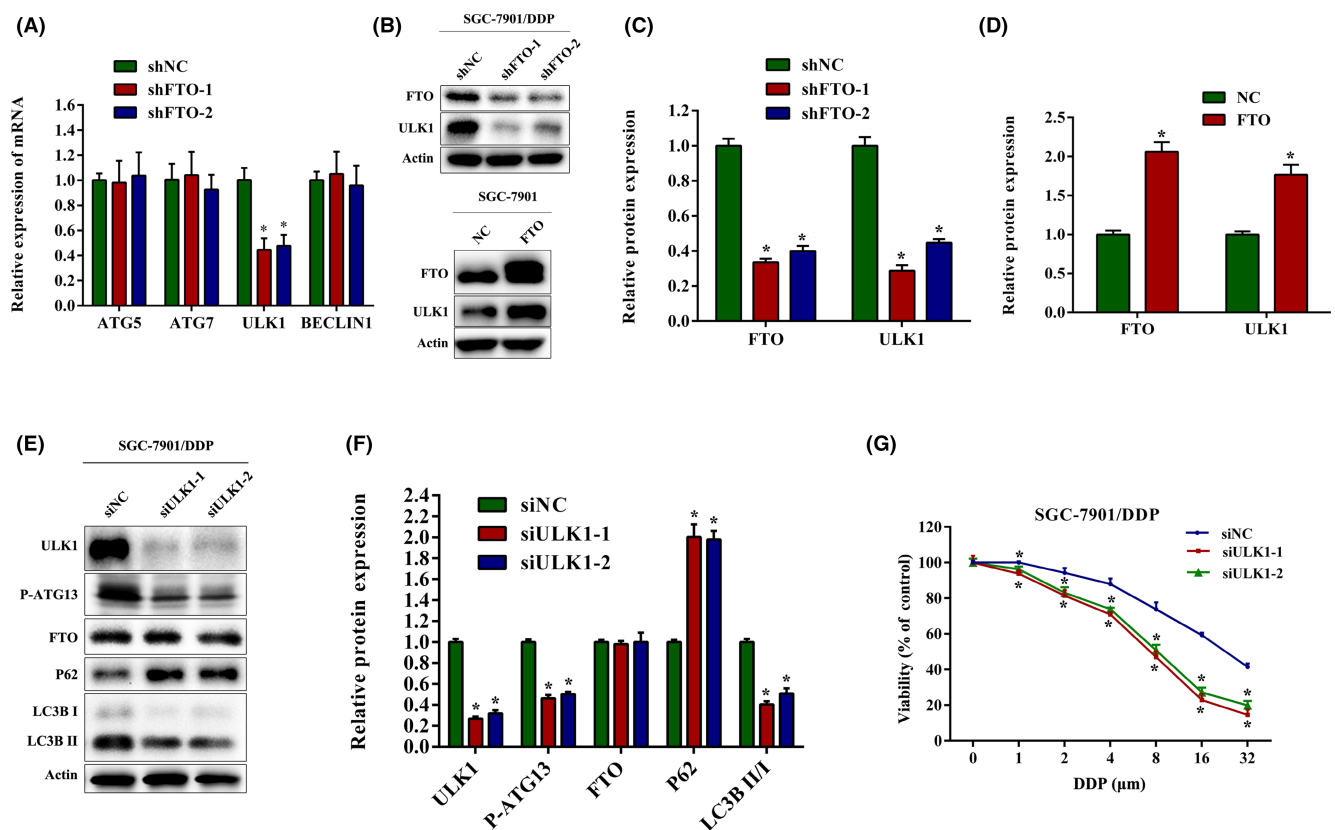 (A)
shNC
shFTO-1
shFTO-2
Relative expression of mRNA
1.6
1.4
1.2
1.0
0.8
0.6
0.4
0.2
0.0
* *
ATG5 ATG7 ULK1 BECLIN1
(B)
SGC-7901/DDP
shNC shFTO-1 shFTO-2
FTO
ULK1
Actin
SGC-7901
NC FTO
FTO
ULK1
Actin
(C)
shNC
shFTO-1
shFTO-2
Relative protein expression
1.2
1.0
0.8
0.6
0.4
0.2
0.0
* * * *
FTO ULK1
(D)
NC
FTO
Relative protein expression
2.5
2.0
1.5
1.0
0.5
0.0
* *
FTO ULK1
(E)
SGC-7901/DDP
siNC siULK1-1 siULK1-2
ULK1
P-ATG13
FTO
P62
LC3B I
LC3B II
Actin
(F)
siNC
siULK1-1
siULK1-2
Relative protein expression
2.4
2.2
2.0
1.8
1.6
1.4
1.2
1.0
0.8
0.6
0.4
0.2
0.0
* * * * * * * *
ULK1 P-ATG13 FTO P62 LC3B II/I
(G)
SGC-7901/DDP
siNC
siULK1-1
siULK1-2
Viability (% of control)
120
100
80
60
40
20
0
* * * * * *
* * * * * *
0 1 2 4 8 16 32
DDP (μm)